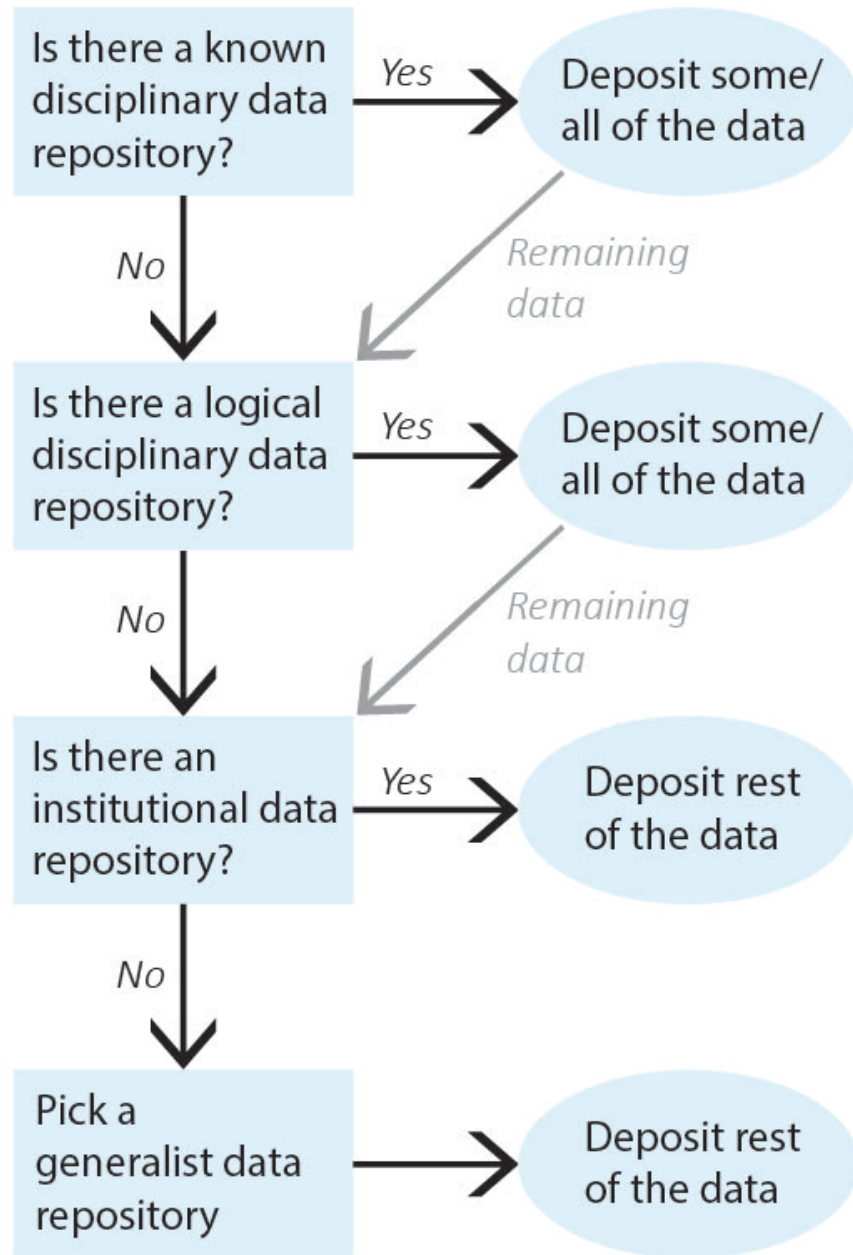 Is there a known
disciplinary data
repository?
Yes
Deposit some/
all of the data
No
Remaining
data
Is there a logical
disciplinary data
repository?
Yes
Deposit some/
all of the data
No
Remaining
data
Is there an
institutional data
repository?
Yes
Deposit rest
of the data
No
Pick a
generalist data
repository
Deposit rest
of the data